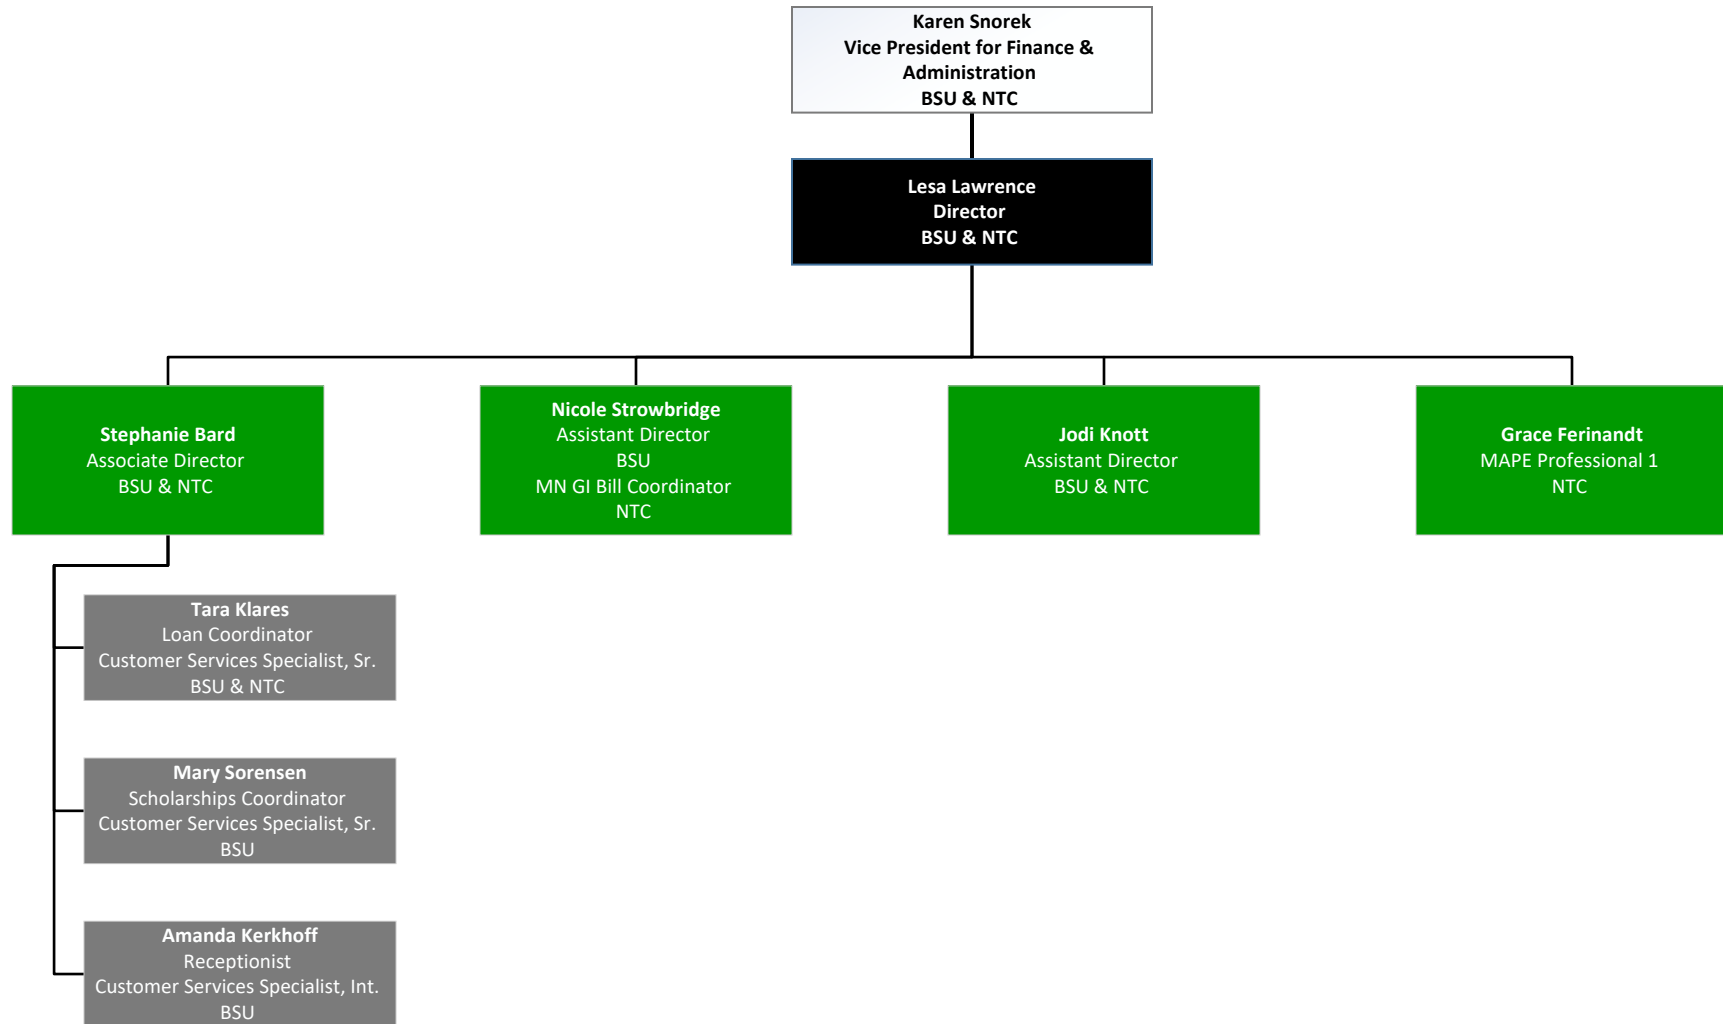 Karen Snorek
Vice President for Finance &
Administration
BSU & NTC
Lesa Lawrence
Director
BSU & NTC
Stephanie Bard
Associate Director
BSU & NTC
Nicole Strowbridge
Assistant Director
BSU
MN GI Bill Coordinator
NTC
Jodi Knott
Assistant Director
BSU & NTC
Grace Ferinandt
MAPE Professional 1
NTC
Tara Klares
Loan Coordinator
Customer Services Specialist, Sr.
BSU & NTC
Mary Sorensen
Scholarships Coordinator
Customer Services Specialist, Sr.
BSU
Amanda Kerkhoff
Receptionist
Customer Services Specialist, Int.
BSU